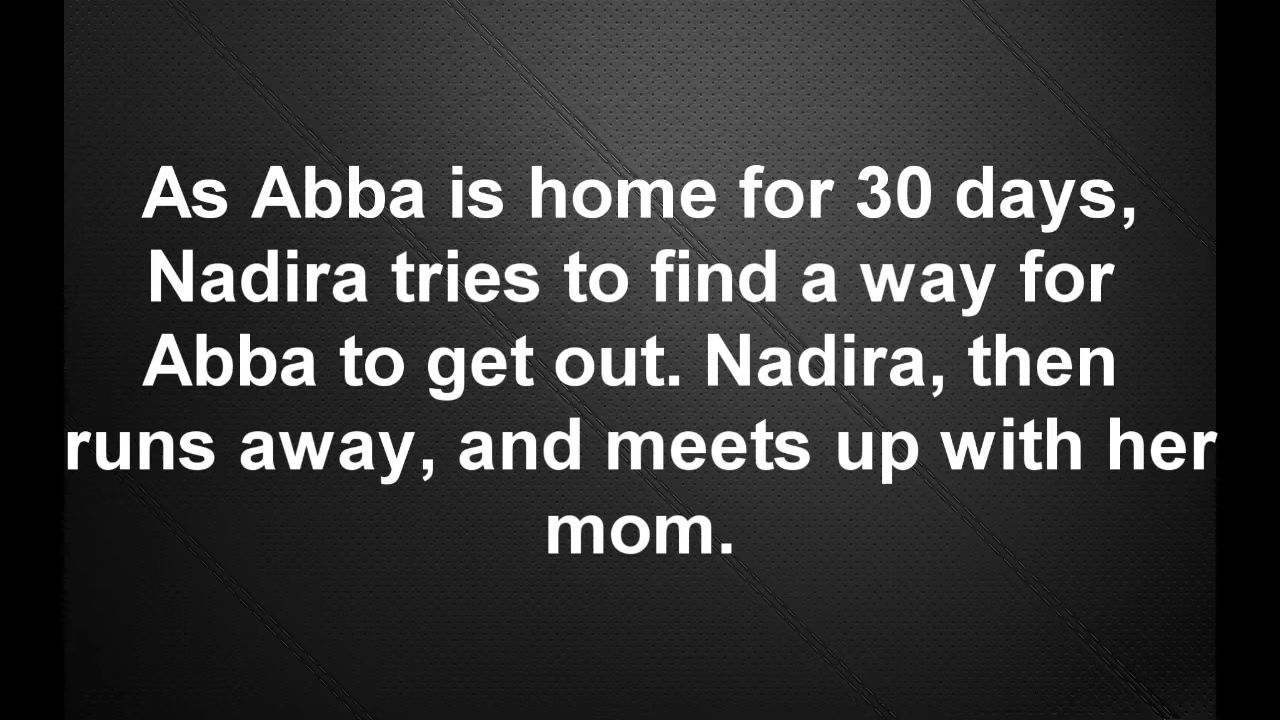 As Abba is home for 30 days,
Nadira tries to find a way for
Abba to get out. Nadira, then
runs away, and meets up with her
mom.